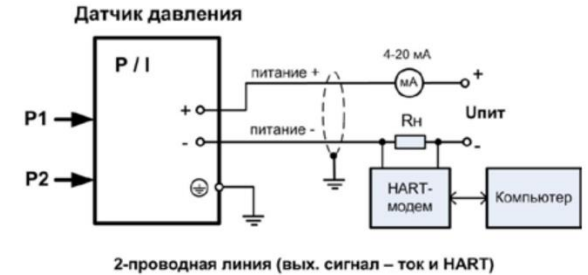 Датчик давления
P / I
4-20 мА
питание +
мА
+
+
P1
Uпит
Rн
питание -
-
-
P2
HART-
модем
Компьютер
2-проводная линия (вых. сигнал – ток и HART)